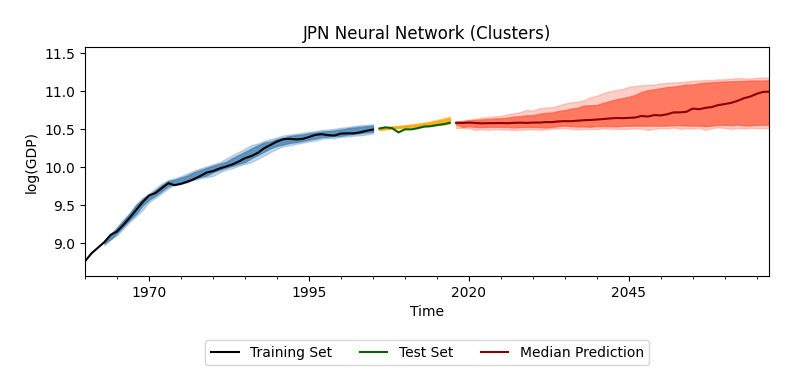 JPN Neural Network (Clusters)
11.5
11.0
10.5
10.0
9.5
9.0
log(GDP)
1970 1995 2020 2045
Time
Training Set Test Set Median Prediction